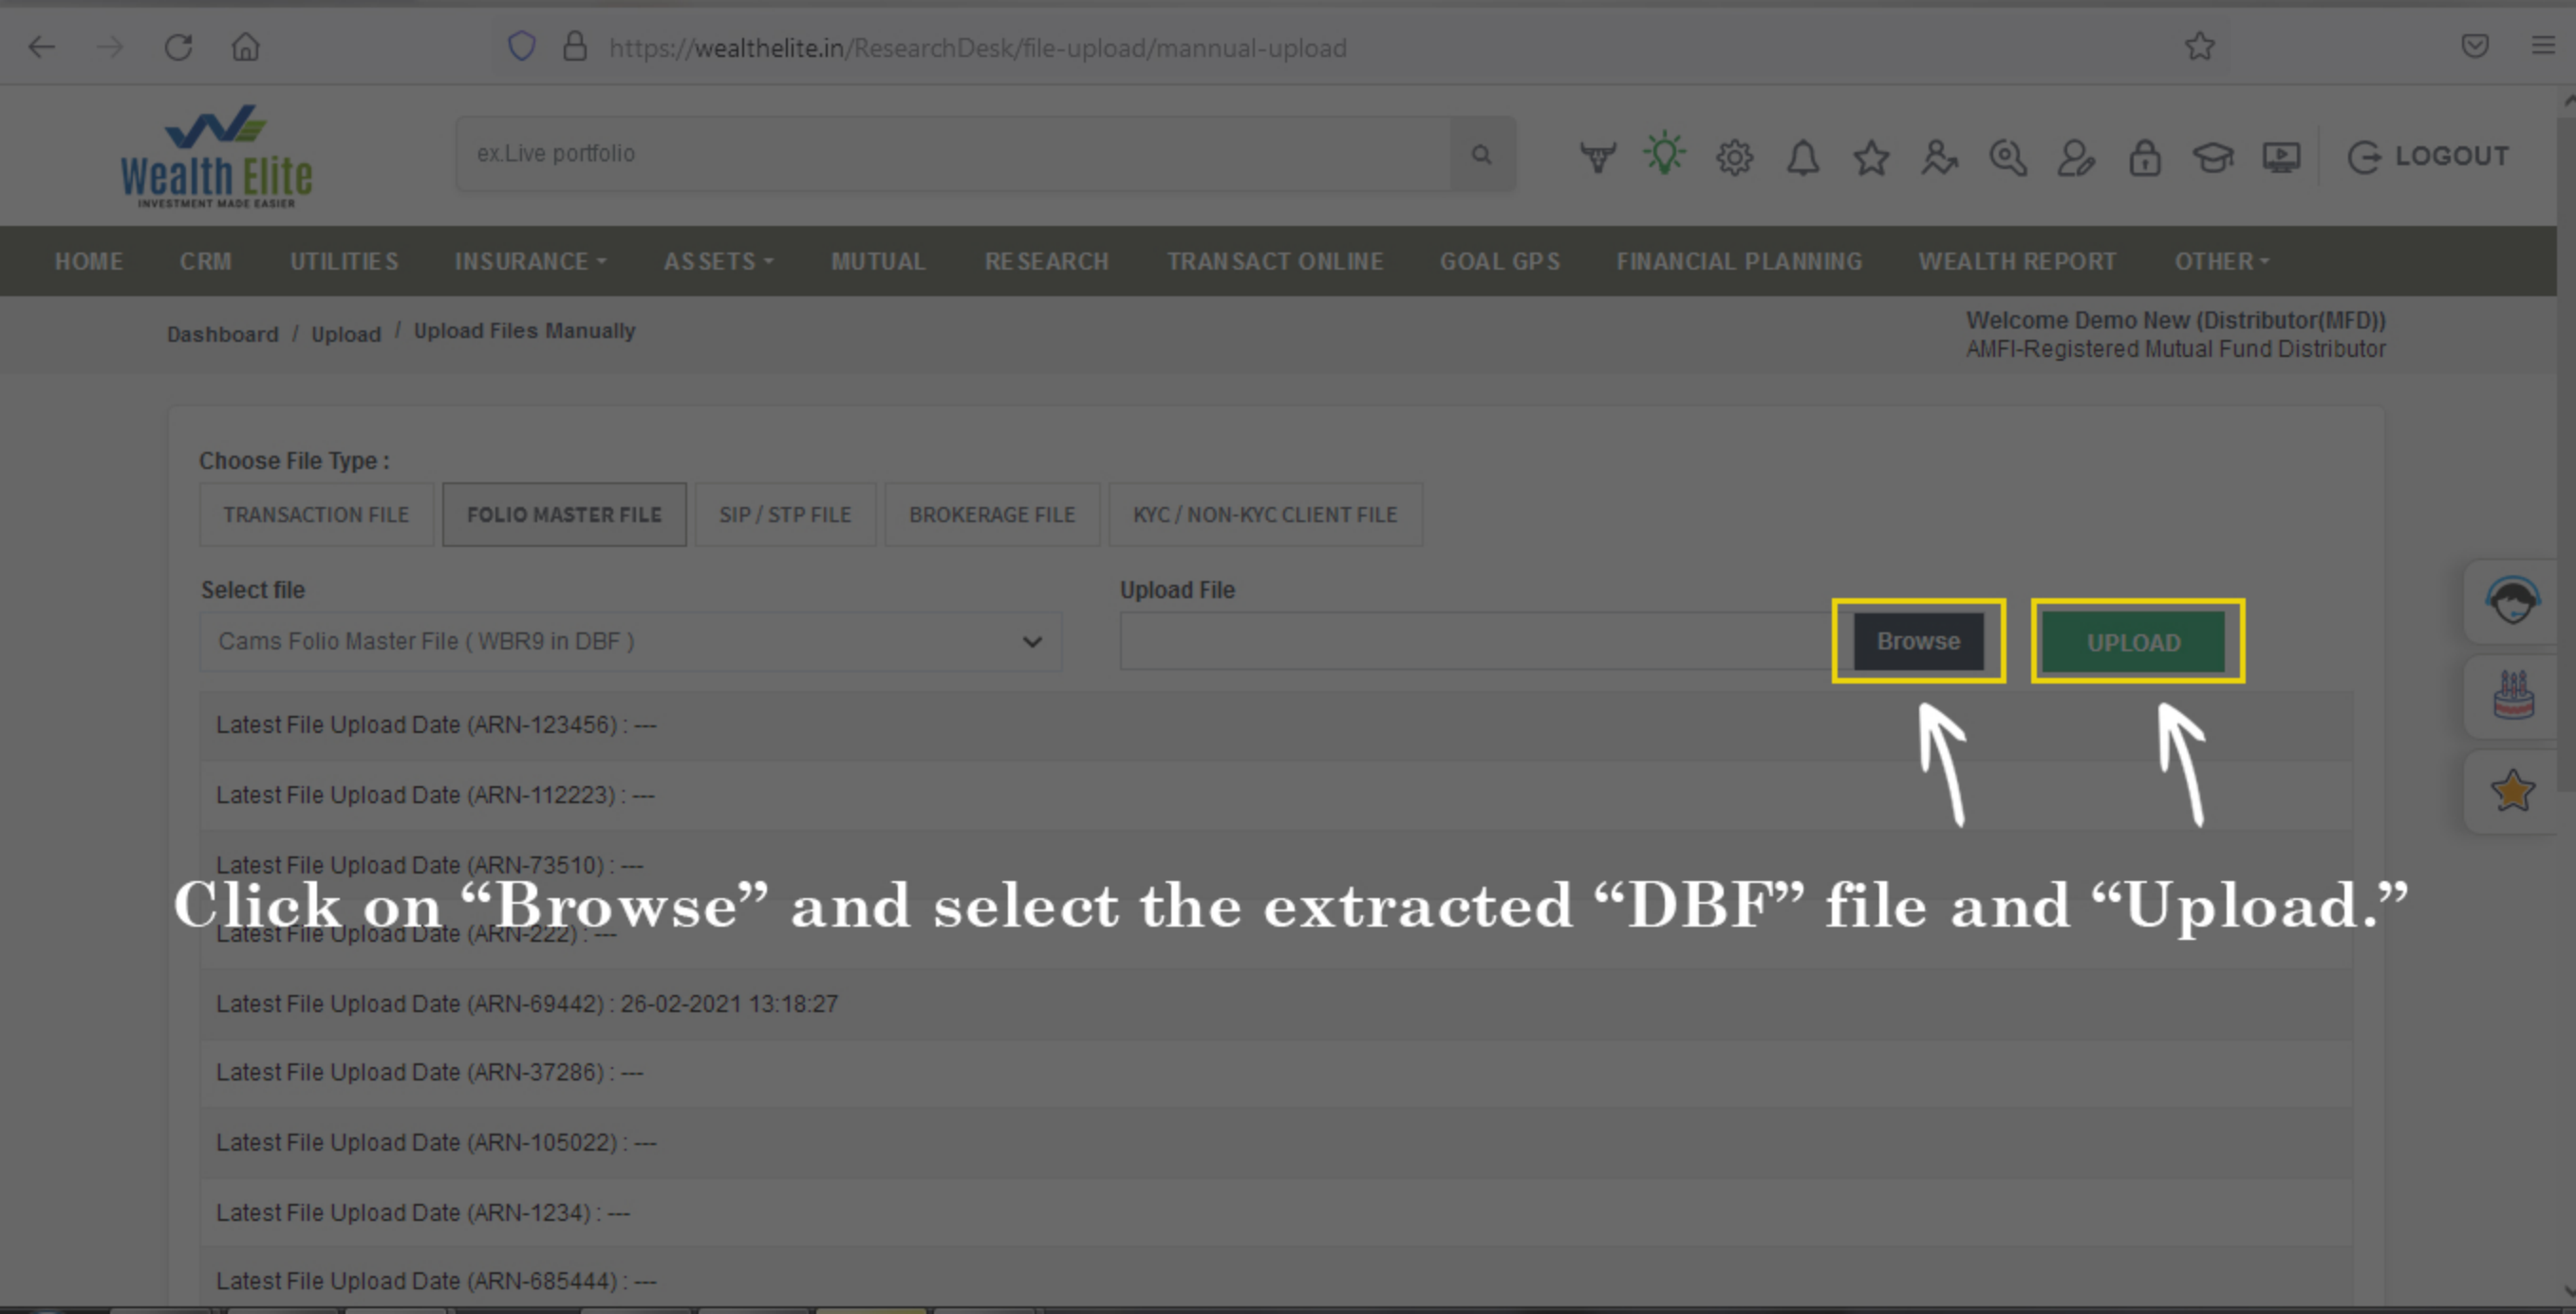 https://wealthelite.in/ResearchDesk/file-upload/mannual-upload
Wealth Elite
INVESTMENT MADE EASIER
ex.Live portfolio
LOGOUT
HOME CRM UTILITIES INSURANCE ASSETS MUTUAL RESEARCH TRANSACT ONLINE GOAL GPS FINANCIAL PLANNING WEALTH REPORT OTHER
Dashboard / Upload / Upload Files Manually
Welcome Demo New (Distributor(MFD))
AMFI-Registered Mutual Fund Distributor
Choose File Type :
TRANSACTION FILE FOLIO MASTER FILE SIP / STP FILE BROKERAGE FILE KYC / NON-KYC CLIENT FILE
Select file Upload File
Cams Folio Master File ( WBR9 in DBF ) Browse UPLOAD
Latest File Upload Date (ARN-123456) : ---
Latest File Upload Date (ARN-112223) : ---
Latest File Upload Date (ARN-73510) : ---
Click on “Browse” and select the extracted “DBF” file and “Upload.”
Latest File Upload Date (ARN-222) : ---
Latest File Upload Date (ARN-69442) : 26-02-2021 13:18:27
Latest File Upload Date (ARN-37286) : ---
Latest File Upload Date (ARN-105022) : ---
Latest File Upload Date (ARN-1234) : ---
Latest File Upload Date (ARN-685444) : ---